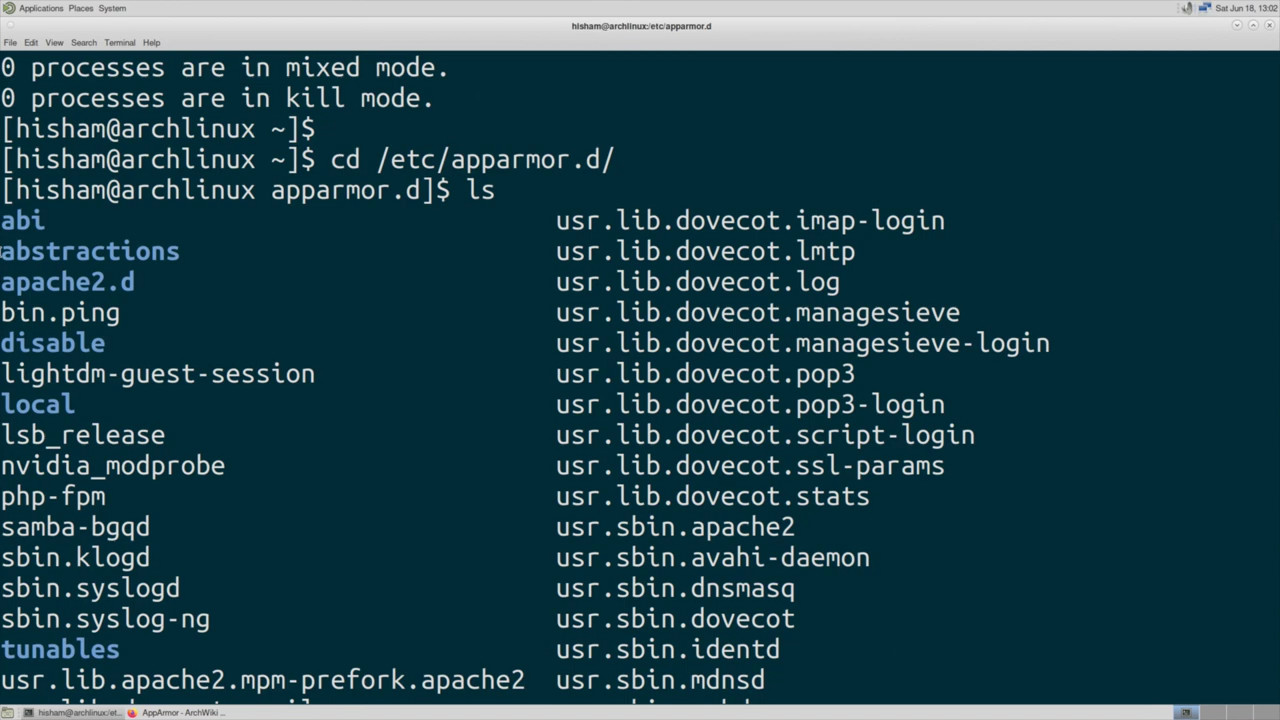 Applications Places System
Sat Jun 18, 13:02
hisham@archlinux:/etc/apparmor.d
File Edit View Search Terminal Help
0 processes are in mixed mode.
0 processes are in kill mode.
[hisham@archlinux ~]$
[hisham@archlinux ~]$ cd /etc/apparmor.d/
[hisham@archlinux apparmor.d]$ ls
abi usr.lib.dovecot.imap-login
abstractions usr.lib.dovecot.lmtp
apache2.d usr.lib.dovecot.log
bin.ping usr.lib.dovecot.managesieve
disable usr.lib.dovecot.managesieve-login
lightdm-guest-session usr.lib.dovecot.pop3
local usr.lib.dovecot.pop3-login
lsb_release usr.lib.dovecot.script-login
nvidia_modprobe usr.lib.dovecot.ssl-params
php-fpm usr.lib.dovecot.stats
samba-bgqd usr.sbin.apache2
sbin.klogd usr.sbin.avahi-daemon
sbin.syslogd usr.sbin.dnsmasq
sbin.syslog-ng usr.sbin.dovecot
tunables usr.sbin.identd
usr.lib.apache2.mpm-prefork.apache2 usr.sbin.mdnsd
hisham@archlinux:/et... AppArmor - ArchWiki ...